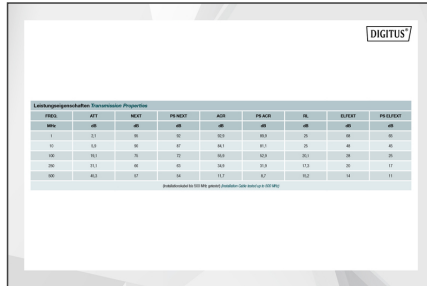 DIGITUS®
Leistungseigenschaften Transmission Properties
FREQ. ATT NEXT PS NEXT ACR PS ACR RL ELFEXT PS ELFEXT
MHz dB dB dB dB dB dB dB dB
1 2,1 95 92 92,9 89,9 25 68 65
10 5,9 90 87 84,1 81,1 25 48 45
100 19,1 75 72 55,9 52,9 20,1 28 25
250 31,1 66 63 34,9 31,9 17,3 20 17
500 45,3 57 54 11,7 8,7 15,2 14 11
(Installationskabel bis 500 MHz getestet) (Installation Cable tested up to 500 MHz)